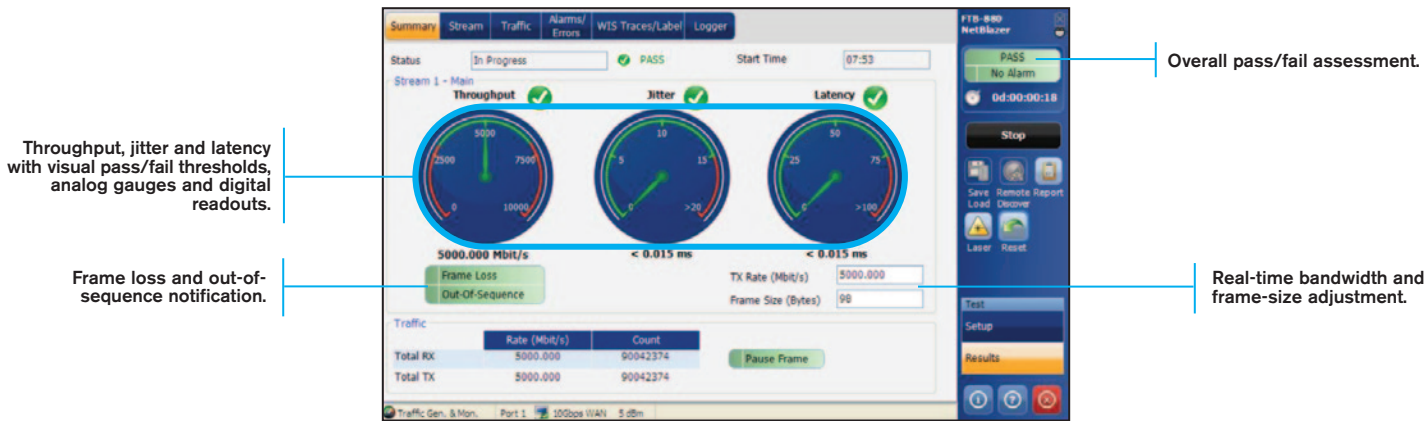 Summary Stream Traffic Alarms/ Errors WIS Traces/Label Logger
Status In Progress PASS Start Time 07:53
Stream 1 - Main
Throughput Jitter Latency
0 2500 5000 7500 10000
0 5 10 15 >20
0 25 50 75 >100
5000.000 Mbit/s < 0.015 ms < 0.015 ms
Frame Loss
Out-Of-Sequence
TX Rate (Mbit/s) 5000.000
Frame Size (Bytes) 98
Traffic
Rate (Mbit/s) Count
Total RX 5000.000 90042374
Total TX 5000.000 90042374
Pause Frame
Traffic Gen. & Mon. Port 1 10Gbps WAN 5 dBm
FTB-880
NetBlazer
PASS
No Alarm
0d:00:00:18
Stop
Save
Load
Remote
Discover
Report
Laser Reset
Test
Setup
Results
Throughput, jitter and latency
with visual pass/fail thresholds,
analog gauges and digital
readouts.
Frame loss and out-of-
sequence notification.
Overall pass/fail assessment.
Real-time bandwidth and
frame-size adjustment.